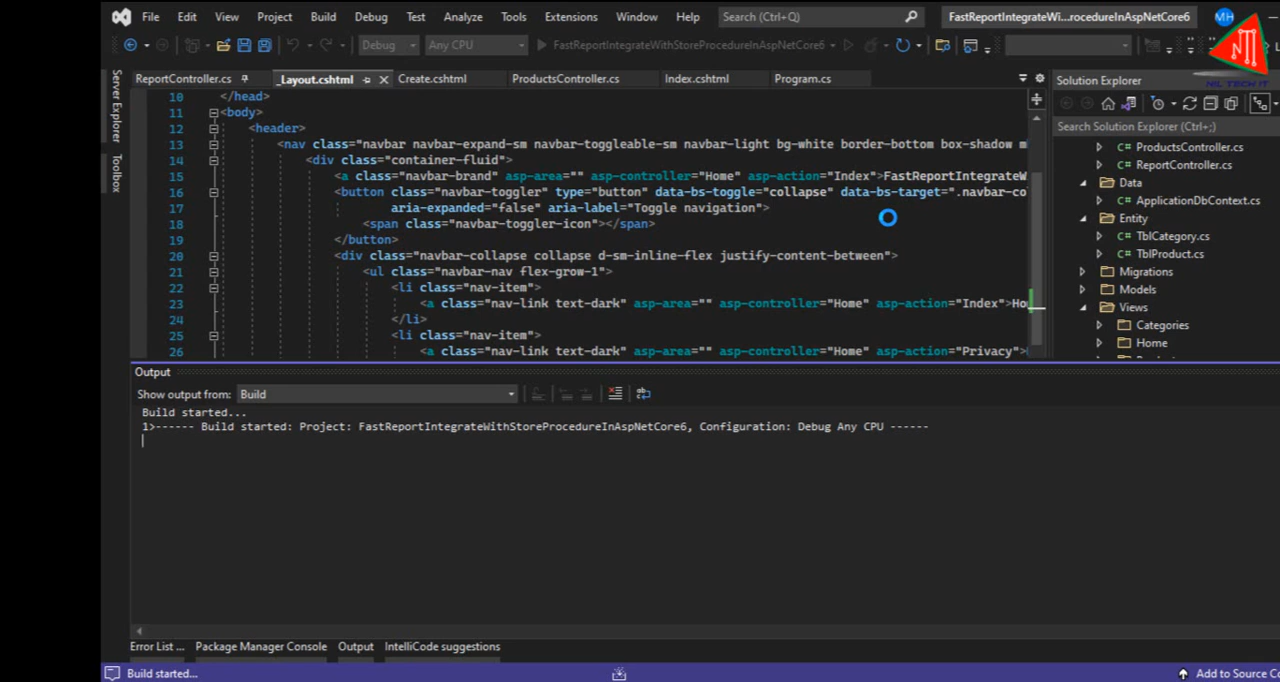 File Edit View Project Build Debug Test Analyze Tools Extensions Window Help Search (Ctrl+Q) FastReportIntegrateWi...rocedureInAspNetCore6 MH
Debug Any CPU FastReportIntegrateWithStoreProcedureInAspNetCore6
NIL TECH IT
Server Explorer
Toolbox
ReportController.cs _Layout.cshtml Create.cshtml ProductsController.cs Index.cshtml Program.cs
10 </head>
11 <body>
12 <header>
13 <nav class="navbar navbar-expand-sm navbar-toggleable-sm navbar-light bg-white border-bottom box-shadow m
14 <div class="container-fluid">
15 <a class="navbar-brand" asp-area="" asp-controller="Home" asp-action="Index">FastReportIntegrateW
16 <button class="navbar-toggler" type="button" data-bs-toggle="collapse" data-bs-target=".navbar-co
17 aria-expanded="false" aria-label="Toggle navigation">
18 <span class="navbar-toggler-icon"></span>
19 </button>
20 <div class="navbar-collapse collapse d-sm-inline-flex justify-content-between">
21 <ul class="navbar-nav flex-grow-1">
22 <li class="nav-item">
23 <a class="nav-link text-dark" asp-area="" asp-controller="Home" asp-action="Index">Ho
24 </li>
25 <li class="nav-item">
26 <a class="nav-link text-dark" asp-area="" asp-controller="Home" asp-action="Privacy">
Solution Explorer
Search Solution Explorer (Ctrl+;)
C# ProductsController.cs
C# ReportController.cs
Data
C# ApplicationDbContext.cs
Entity
C# TblCategory.cs
C# TblProduct.cs
Migrations
Models
Views
Categories
Home
Output
Show output from: Build
Build started...
1>------ Build started: Project: FastReportIntegrateWithStoreProcedureInAspNetCore6, Configuration: Debug Any CPU ------
Error List ... Package Manager Console Output IntelliCode suggestions
Build started... Add to Source Co